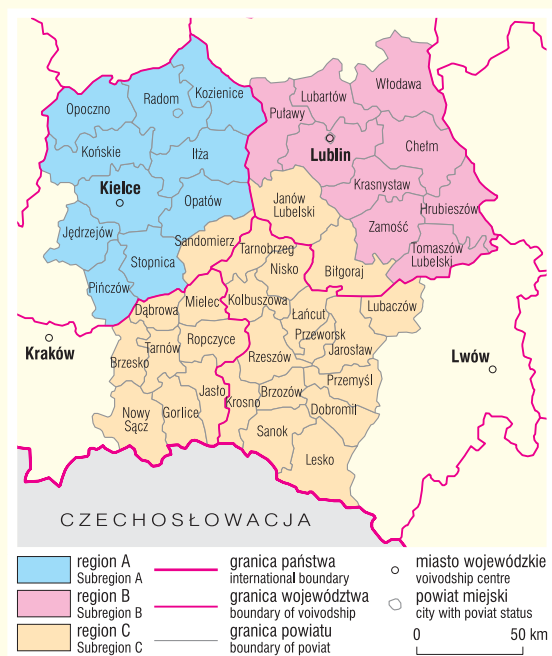 Włodawa
Kozienice
Radom
Lubartów
Opoczno
Puławy
Chełm
Końskie
Iłża
Lublin
Kielce
Krasnystaw
Opatów
Janów
Lubelski
Hrubieszów
Zamość
Jędrzejów
Sandomierz
Tarnobrzeg
Tomaszów
Lubelski
Stopnica
Nisko
Biłgoraj
Pińczów
Mielec
Kolbuszowa
Dąbrowa
Łańcut
Lubaczów
Przeworsk
Kraków
Ropczyce
Tarnów
Jarosław
Lwów
Rzeszów
Brzesko
Przemyśl
Jasło
Brzozów
Krosno
Dobromil
Nowy
Sącz
Gorlice
Sanok
Lesko
CZECHOSŁOWACJA
region A
Subregion A
region B
Subregion B
region C
Subregion C
granica państwa
international boundary
granica województwa
boundary of voivodship
granica powiatu
boundary of poviat
miasto wojewódzkie
voivodship centre
powiat miejski
city with poviat status
0 50 km